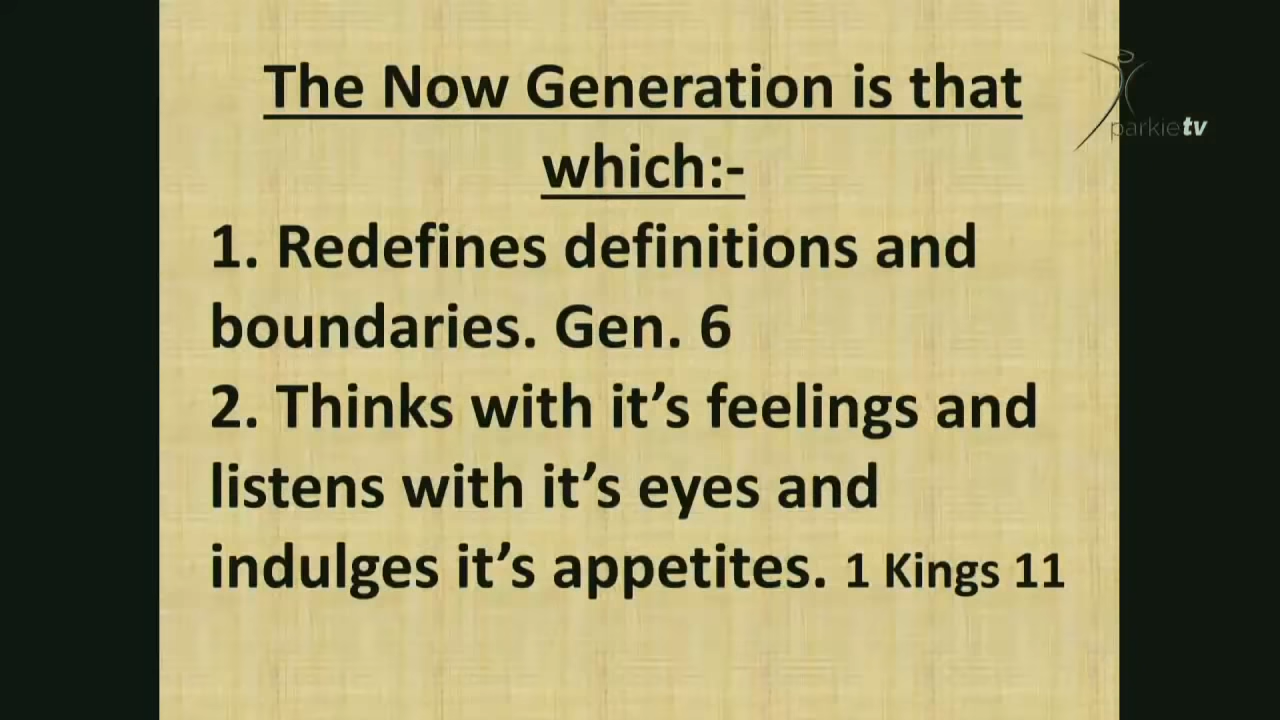 The Now Generation is that
which:-
1. Redefines definitions and
boundaries. Gen. 6
2. Thinks with it’s feelings and
listens with it’s eyes and
indulges it’s appetites. 1 Kings 11
parkietv